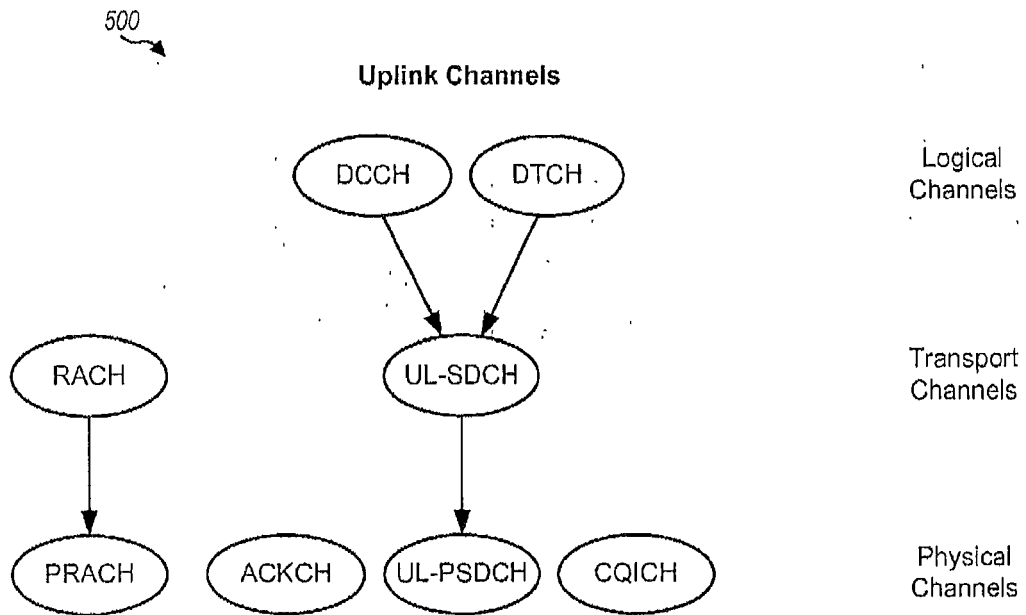 500
Uplink Channels
DCCH
DTCH
Logical
Channels
RACH
UL-SDCH
Transport
Channels
PRACH
ACKCH
UL-PSDCH
CQICH
Physical
Channels